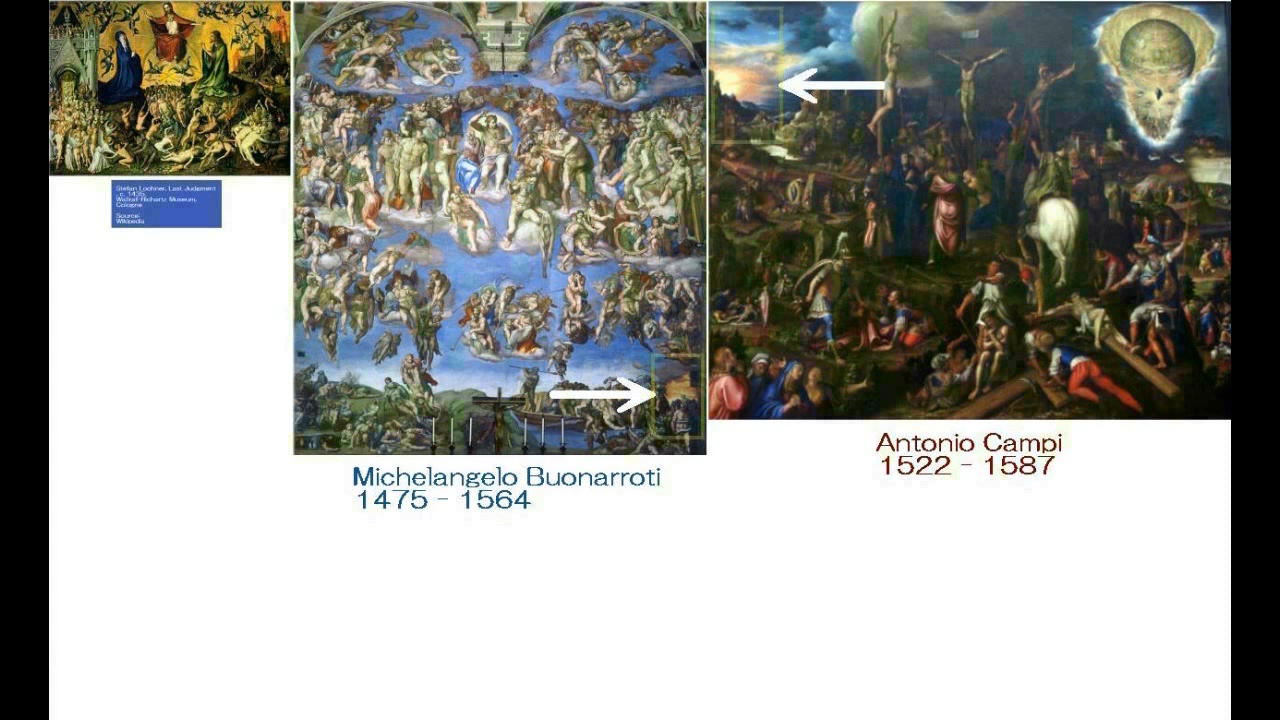 Stefan Lochner, Last Judgment
, c. 1435.
Wallraf-Richartz Museum,
Cologne
Source:
Wikipedia
Michelangelo Buonarroti
1475 - 1564
Antonio Campi
1522 - 1587